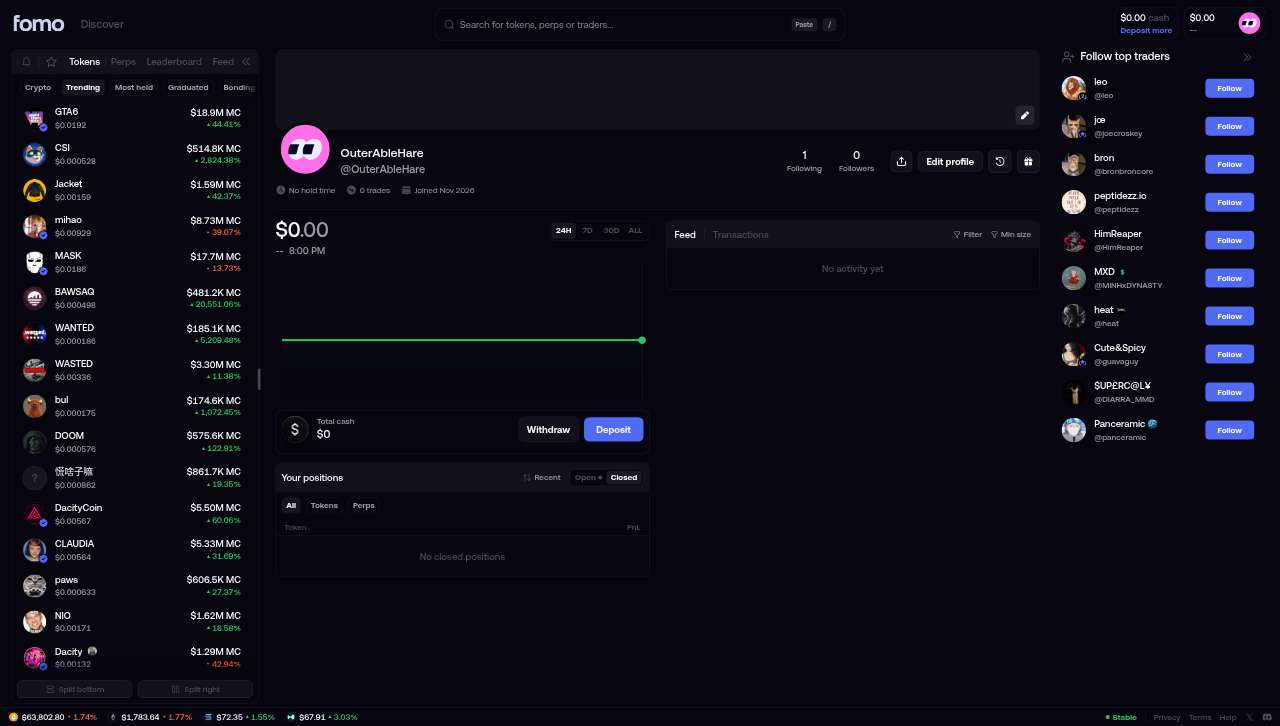 fomo
Discover
Search for tokens, perps or traders...
Paste
/
$0.00 cash
Deposit more
$0.00
—
Tokens Perps Leaderboard Feed
Crypto Trending Most held Graduated Bonding
GTA6 $18.9M MC
$0.0192 44.41%
CSI $514.8K MC
$0.000528 2,824.38%
Jacket $1.59M MC
$0.00159 42.37%
mihao $8.73M MC
$0.00929 39.07%
MASK $17.7M MC
$0.0186 13.73%
BAWSAQ $481.2K MC
$0.000498 20,551.06%
WANTED $185.1K MC
$0.000186 5,209.48%
WASTED $3.30M MC
$0.00336 11.38%
bul $174.6K MC
$0.000175 1,072.45%
DOOM $575.6K MC
$0.000576 122.91%
慌啥子嘛 $861.7K MC
? $0.000862 19.35%
DacityCoin $5.50M MC
$0.00567 60.06%
CLAUDIA $5.33M MC
$0.00564 31.69%
paws $606.5K MC
$0.000633 27.37%
NIO $1.62M MC
$0.00171 16.58%
Dacity $1.29M MC
$0.00132 42.94%
Split bottom Split right
OuterAbleHare
@OuterAbleHare
1 Following
0 Followers
Edit profile
No hold time 0 trades Joined Nov 2026
$0.00
-- 8:00 PM
24H 7D 30D ALL
$ Total cash
$0
Withdraw Deposit
Your positions
Recent Open Closed
All Tokens Perps
Token PnL
No closed positions
Feed Transactions
Filter Min size
No activity yet
Follow top traders
leo
@leo
Follow
jce
@joecroskey
Follow
bron
@bronbroncore
Follow
peptidezz.io
@peptidezz
Follow
HimReaper
@HimReaper
Follow
MXD
@MINHxDYNASTY
Follow
heat
@heat
Follow
Cute&Spicy
@guavaguy
Follow
$UP£RC@L¥
@DIARRA_MMD
Follow
Panceramic
@panceramic
Follow
$63,802.80 1.74% $1,783.64 1.77% $72.35 1.55% $67.91 3.03%
Stable Privacy Terms Help